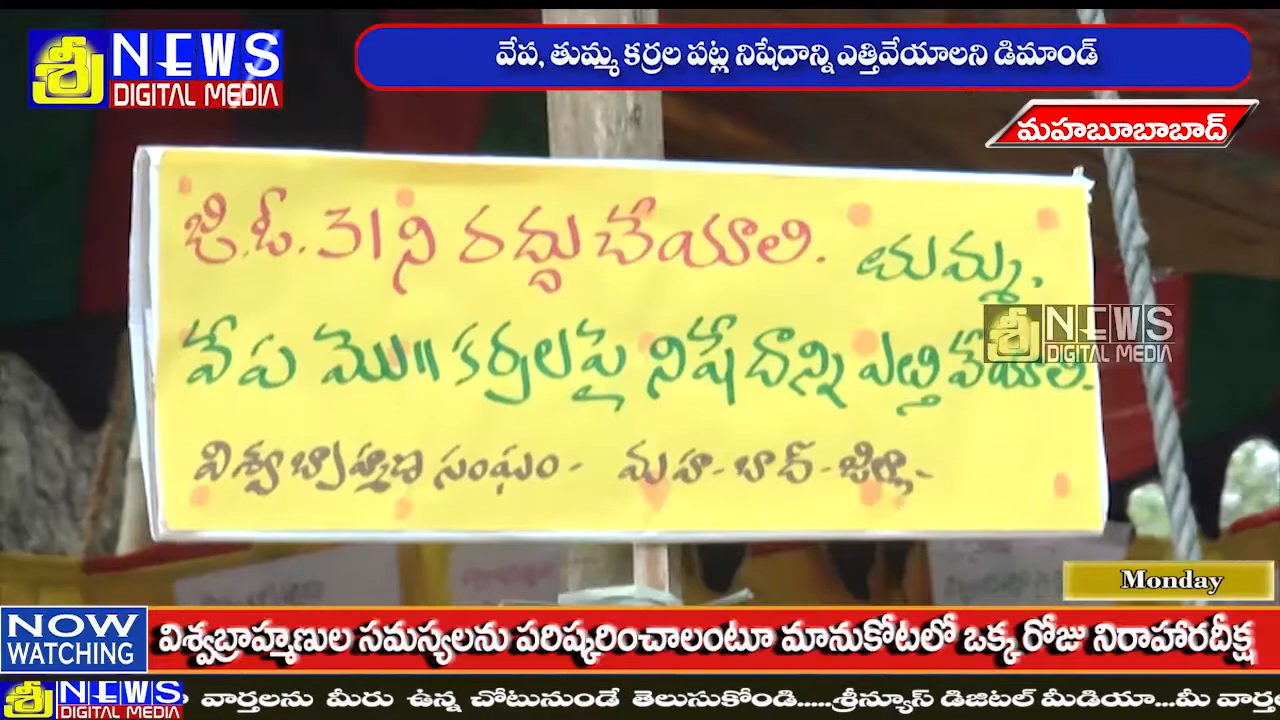 శ్రీ NEWS
DIGITAL MEDIA
వేప, తుమ్మ కర్రల పట్ల నిషేదాన్ని ఎత్తివేయాలని డిమాండ్
మహబూబాబాద్
జి.ఓ. 31ని రద్దు చేయాలి. తుమ్మ,
వేప మొ॥ కర్రలపై నిషేదాన్ని ఎత్తి వేయాలి.
విశ్వబ్రాహ్మణ సంఘం - మహ-బాద్-జిల్లా-
శ్రీ NEWS
DIGITAL MEDIA
Monday
NOW
WATCHING
విశ్వబ్రాహ్మణుల సమస్యలను పరిష్కరించాలంటూ మానుకోటలో ఒక్క రోజు నిరాహారదీక్ష
శ్రీ NEWS
DIGITAL MEDIA
వార్తలను మీరు ఉన్న చోటునుండే తెలుసుకోండి.....శ్రీన్యూస్ డిజిటల్ మీడియా...మీ వార్త